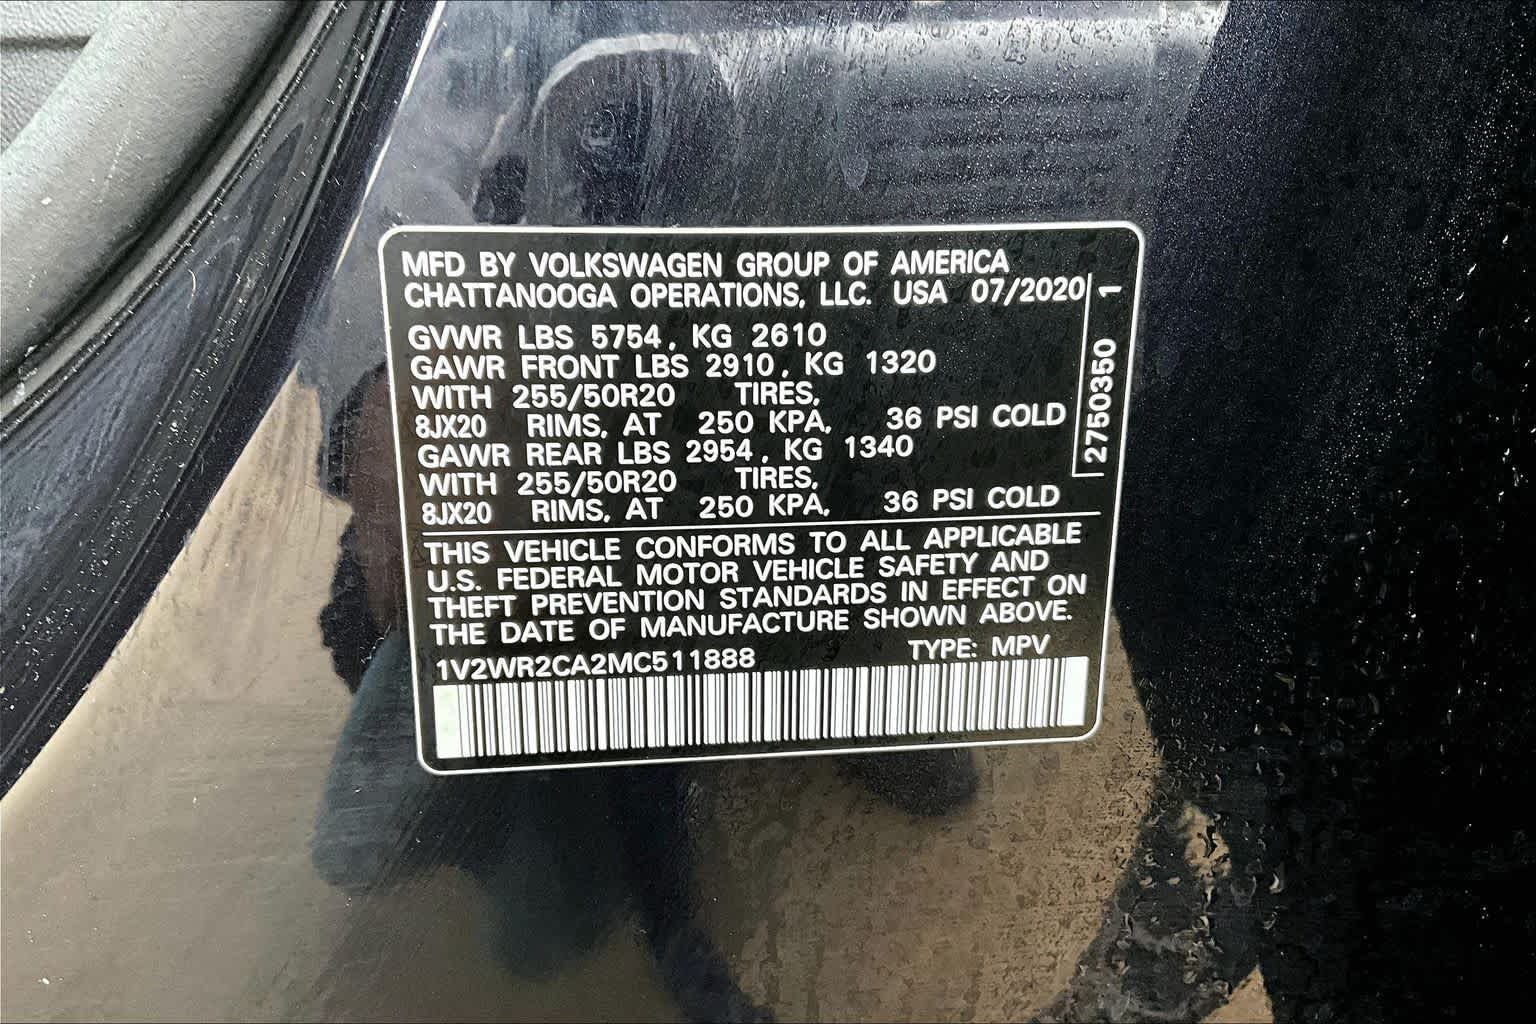 MFD BY VOLKSWAGEN GROUP OF AMERICA
CHATTANOOGA OPERATIONS, LLC. USA 07/2020
GVWR LBS 5754, KG 2610
GAWR FRONT LBS 2910, KG 1320
WITH 255/50R20 TIRES,
8JX20 RIMS, AT 250 KPA, 36 PSI COLD
GAWR REAR LBS 2954, KG 1340
WITH 255/50R20 TIRES,
8JX20 RIMS, AT 250 KPA, 36 PSI COLD
2750350 1
THIS VEHICLE CONFORMS TO ALL APPLICABLE
U.S. FEDERAL MOTOR VEHICLE SAFETY AND
THEFT PREVENTION STANDARDS IN EFFECT ON
THE DATE OF MANUFACTURE SHOWN ABOVE.
1V2WR2CA2MC511888 TYPE: MPV